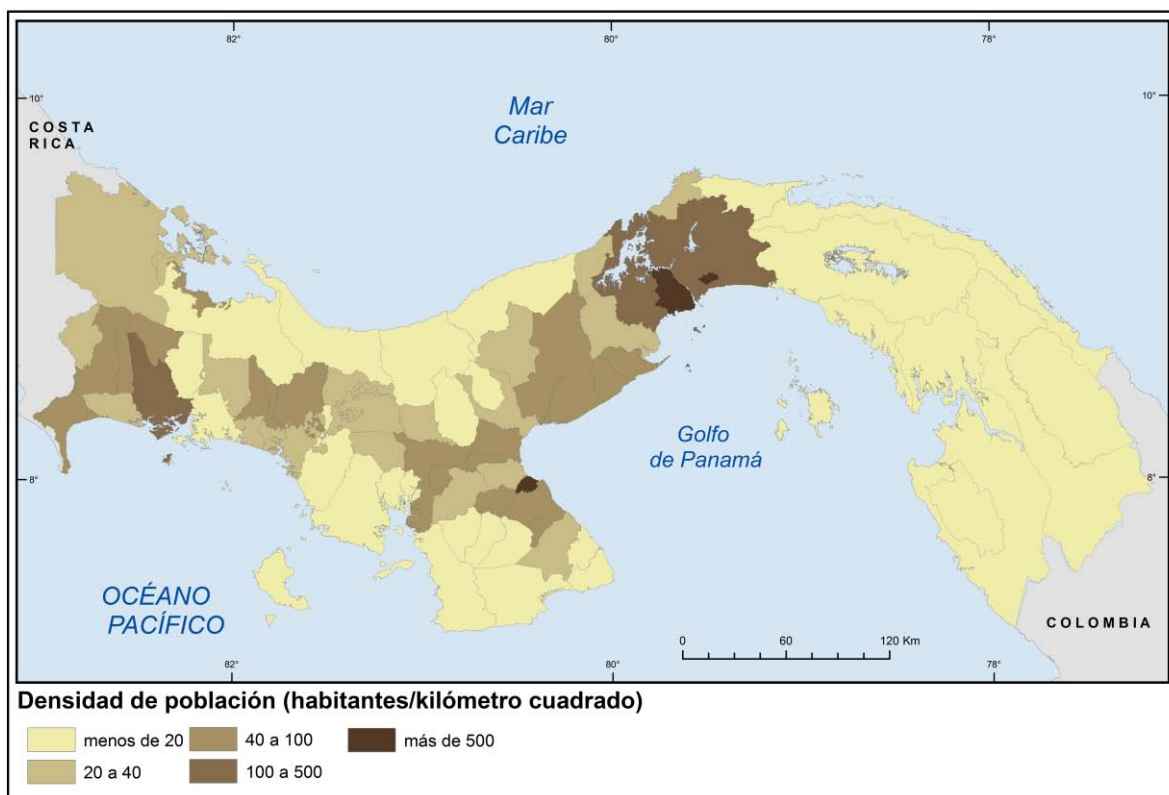 82°
80°
78°
10°
10°
COSTA
RICA
Mar
Caribe
Golfo
de Panamá
8°
8°
OCÉANO
PACÍFICO
COLOMBIA
0
60
120 Km
82°
80°
78°
Densidad de población (habitantes/kilómetro cuadrado)
menos de 20
40 a 100
más de 500
20 a 40
100 a 500